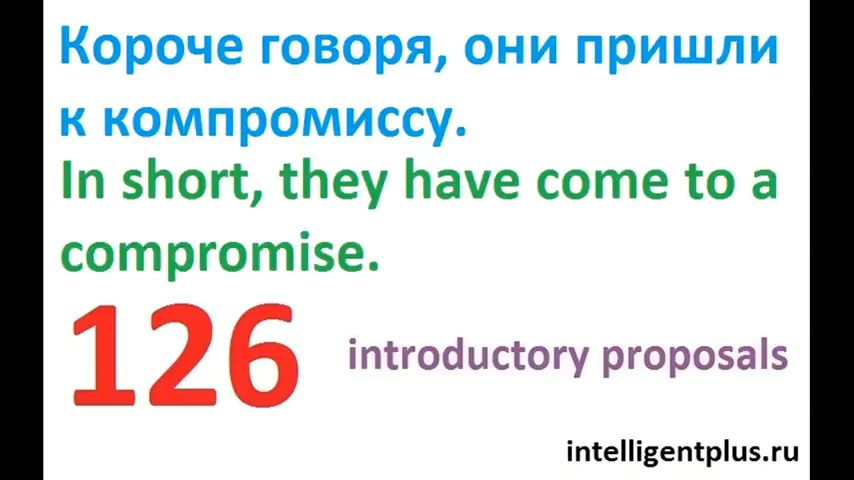 Короче говоря, они пришли
к компромиссу.
In short, they have come to a
compromise.
126
introductory proposals
intelligentplus.ru